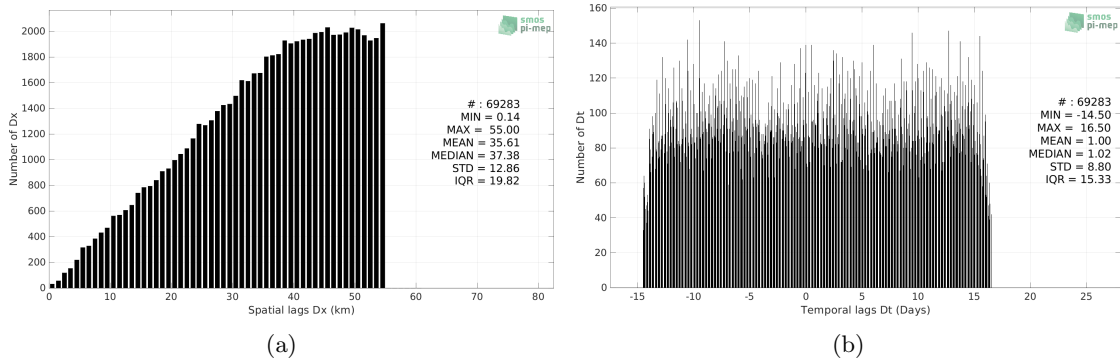 2000
1800
1600
1400
1200
1000
800
600
400
200
0
Number of Dx
0 10 20 30 40 50 60 70 80
Spatial lags Dx (km)
smos
pi-mep
# : 69283
MIN = 0.14
MAX = 55.00
MEAN = 35.61
MEDIAN = 37.38
STD = 12.86
IQR = 19.82
(a)
160
140
120
100
80
60
40
20
0
Number of Dt
-15 -10 -5 0 5 10 15 20 25
Temporal lags Dt (Days)
smos
pi-mep
# : 69283
MIN = -14.50
MAX = 16.50
MEAN = 1.00
MEDIAN = 1.02
STD = 8.80
IQR = 15.33
(b)